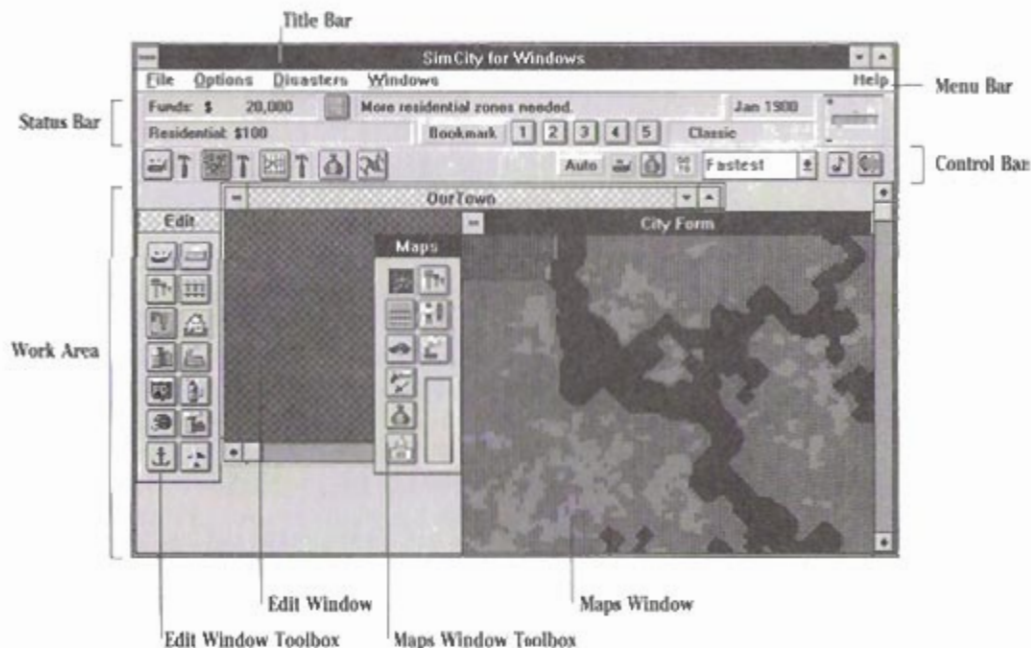 Title Bar
SimCity for Windows
File Options Disasters Windows Help
Menu Bar
Status Bar
Funds: $ 20,000 More residential zones needed. Jan 1900
Residential: $100 Bookmark 1 2 3 4 5 Classic
Auto Fastest
Control Bar
OurTown
Edit
City Form
Maps
Work Area
Edit Window
Maps Window
Edit Window Toolbox
Maps Window Toolbox